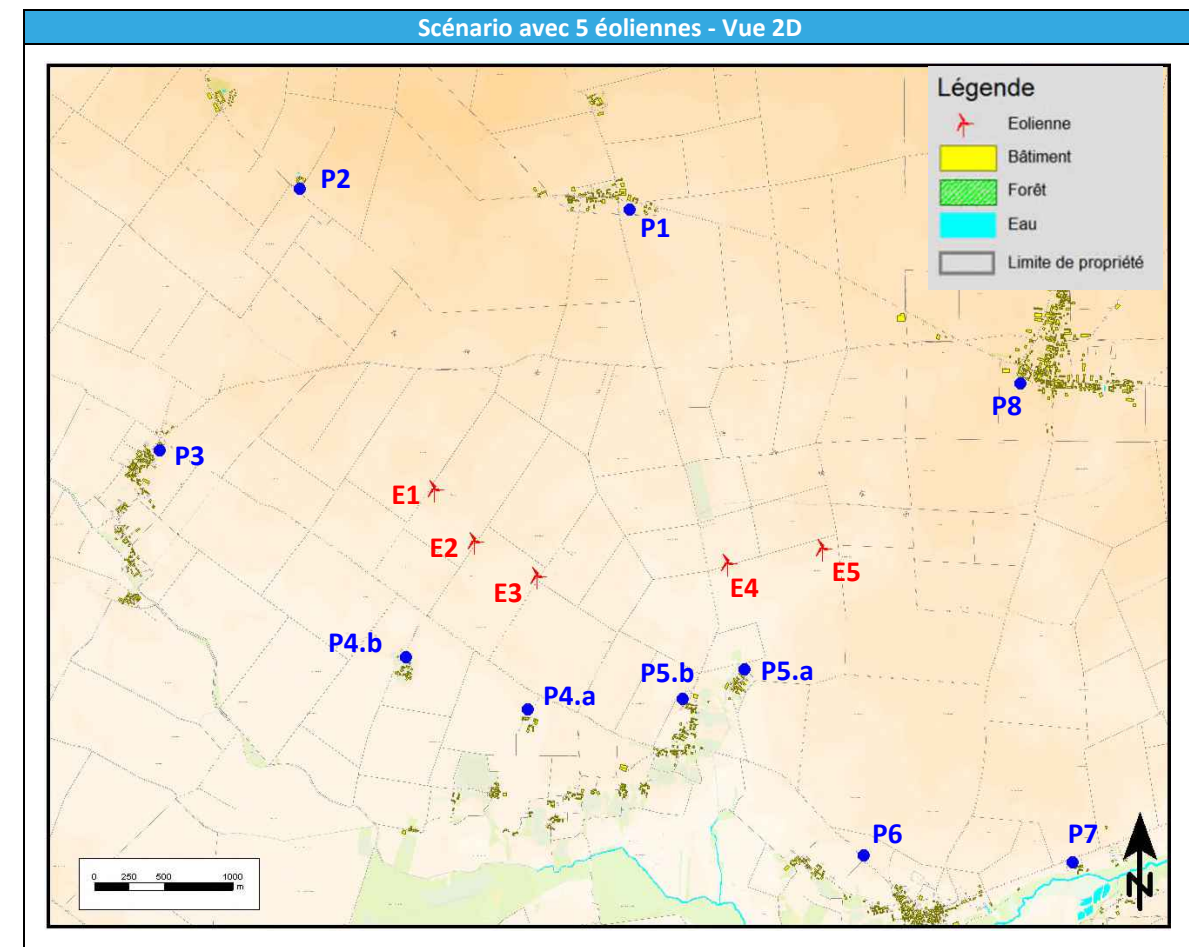 Scénario avec 5 éoliennes - Vue 2D
Légende
Eolienne
Bâtiment
Forêt
Eau
Limite de propriété
P2
P1
P8
P3
E1
E2
E3
E4
E5
P4.b
P4.a
P5.b
P5.a
P6
P7
0 250 500 1000
m
N